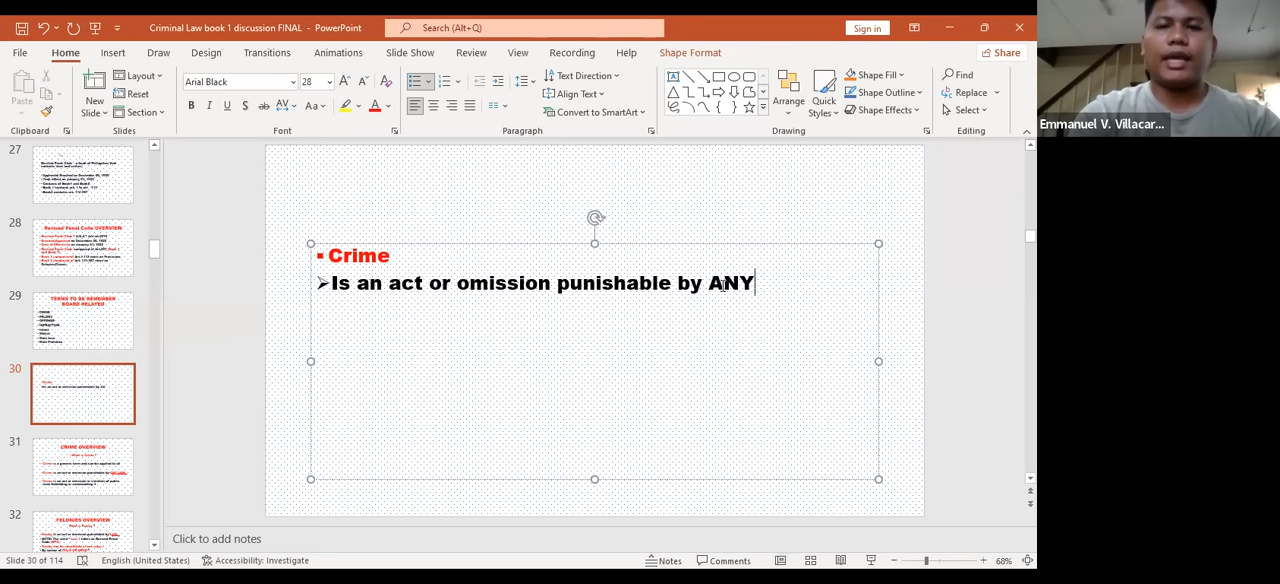 Criminal Law book 1 discussion FINAL - PowerPoint
Search (Alt+Q)
Sign in
File Home Insert Draw Design Transitions Animations Slide Show Review View Recording Help Shape Format
Share
Paste
Clipboard
New
Slide
Layout
Reset
Section
Slides
Arial Black 28
B I U S ab AV Aa
Font
Text Direction
Align Text
Convert to SmartArt
Paragraph
Arrange
Quick
Styles
Shape Fill
Shape Outline
Shape Effects
Drawing
Find
Replace
Select
Editing
Emmanuel V. Villacar...
27
28
Revised Penal Code OVERVIEW
29
TERMS TO BE REMEMBER
BOARD RELATED
30
31
CRIME OVERVIEW
32
FELONIES OVERVIEW
▪ Crime
➢Is an act or omission punishable by ANY
Click to add notes
Slide 30 of 114
English (United States)
Accessibility: Investigate
Notes
Comments
68%